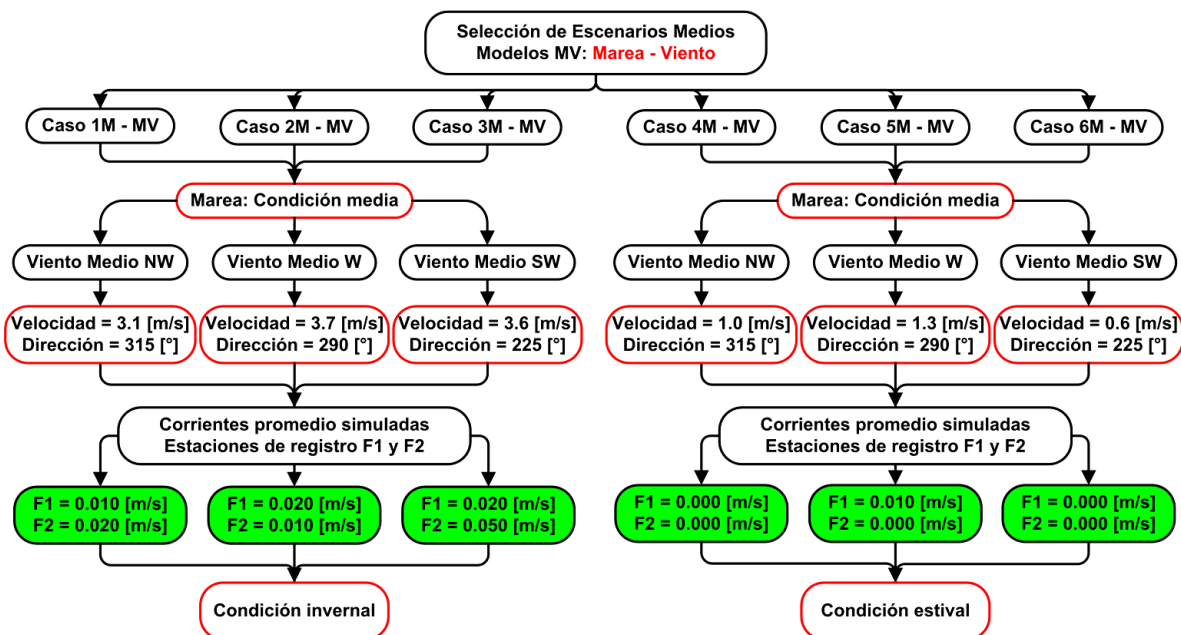 Selección de Escenarios Medios
Modelos MV: Marea - Viento
Caso 1M - MV
Caso 2M - MV
Caso 3M - MV
Caso 4M - MV
Caso 5M - MV
Caso 6M - MV
Marea: Condición media
Marea: Condición media
Viento Medio NW
Viento Medio W
Viento Medio SW
Viento Medio NW
Viento Medio W
Viento Medio SW
Velocidad = 3.1 [m/s]
Dirección = 315 [°]
Velocidad = 3.7 [m/s]
Dirección = 290 [°]
Velocidad = 3.6 [m/s]
Dirección = 225 [°]
Velocidad = 1.0 [m/s]
Dirección = 315 [°]
Velocidad = 1.3 [m/s]
Dirección = 290 [°]
Velocidad = 0.6 [m/s]
Dirección = 225 [°]
Corrientes promedio simuladas
Estaciones de registro F1 y F2
Corrientes promedio simuladas
Estaciones de registro F1 y F2
F1 = 0.010 [m/s]
F2 = 0.020 [m/s]
F1 = 0.020 [m/s]
F2 = 0.010 [m/s]
F1 = 0.020 [m/s]
F2 = 0.050 [m/s]
F1 = 0.000 [m/s]
F2 = 0.000 [m/s]
F1 = 0.010 [m/s]
F2 = 0.000 [m/s]
F1 = 0.000 [m/s]
F2 = 0.000 [m/s]
Condición invernal
Condición estival